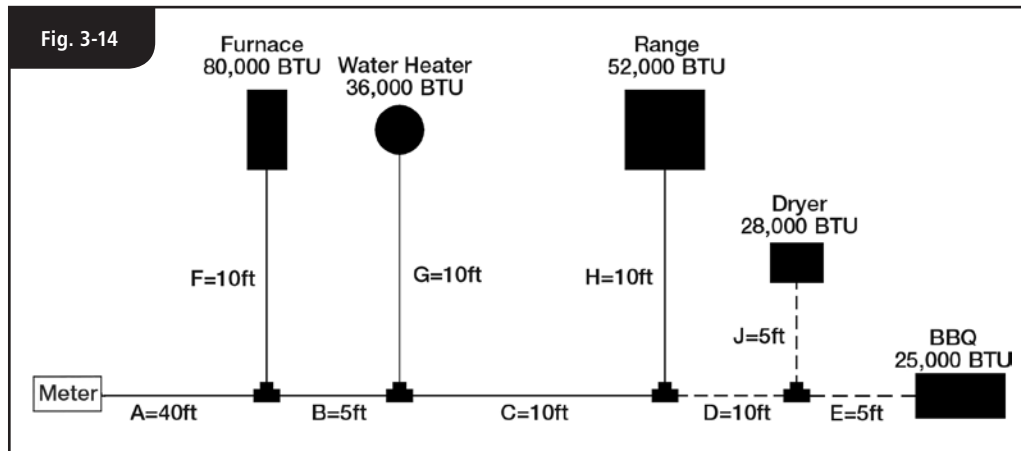 Fig. 3-14
Furnace
80,000 BTU
Water Heater
36,000 BTU
Range
52,000 BTU
Dryer
28,000 BTU
F=10ft
G=10ft
H=10ft
J=5ft
BBQ
25,000 BTU
Meter
A=40ft
B=5ft
C=10ft
D=10ft
E=5ft